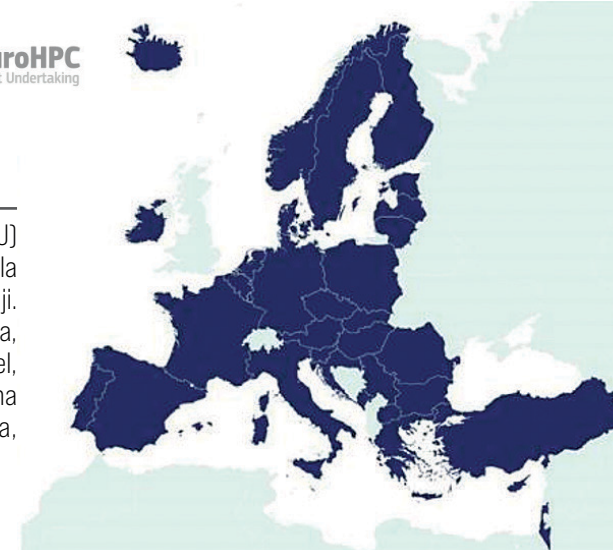 uroHPC
t Undertaking
U)
la
ji.
a,
el,
na
a,